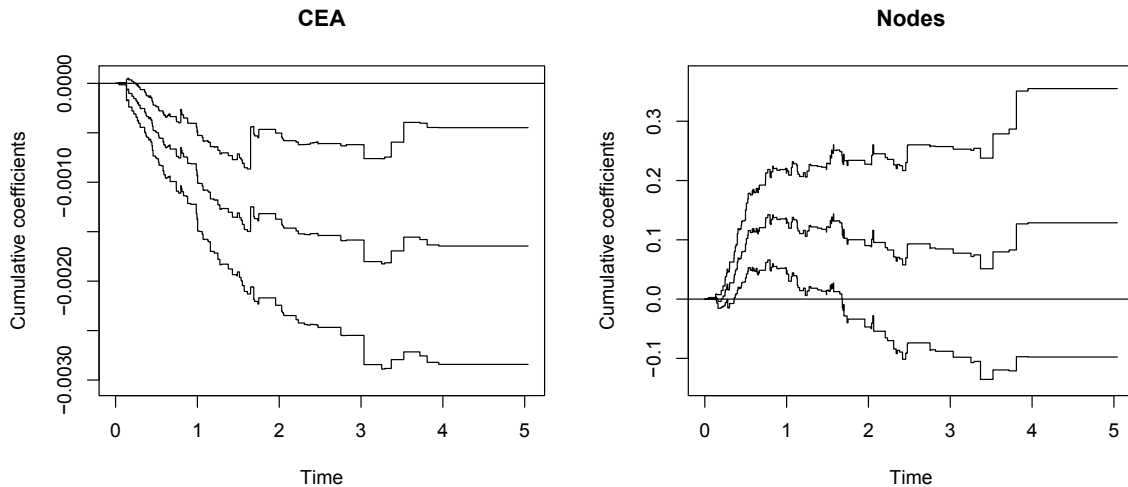 CEA
Cumulative coefficients
0.0000
−0.0010
−0.0020
−0.0030
0 1 2 3 4 5
Time
Nodes
Cumulative coefficients
0.3
0.2
0.1
0.0
−0.1
0 1 2 3 4 5
Time